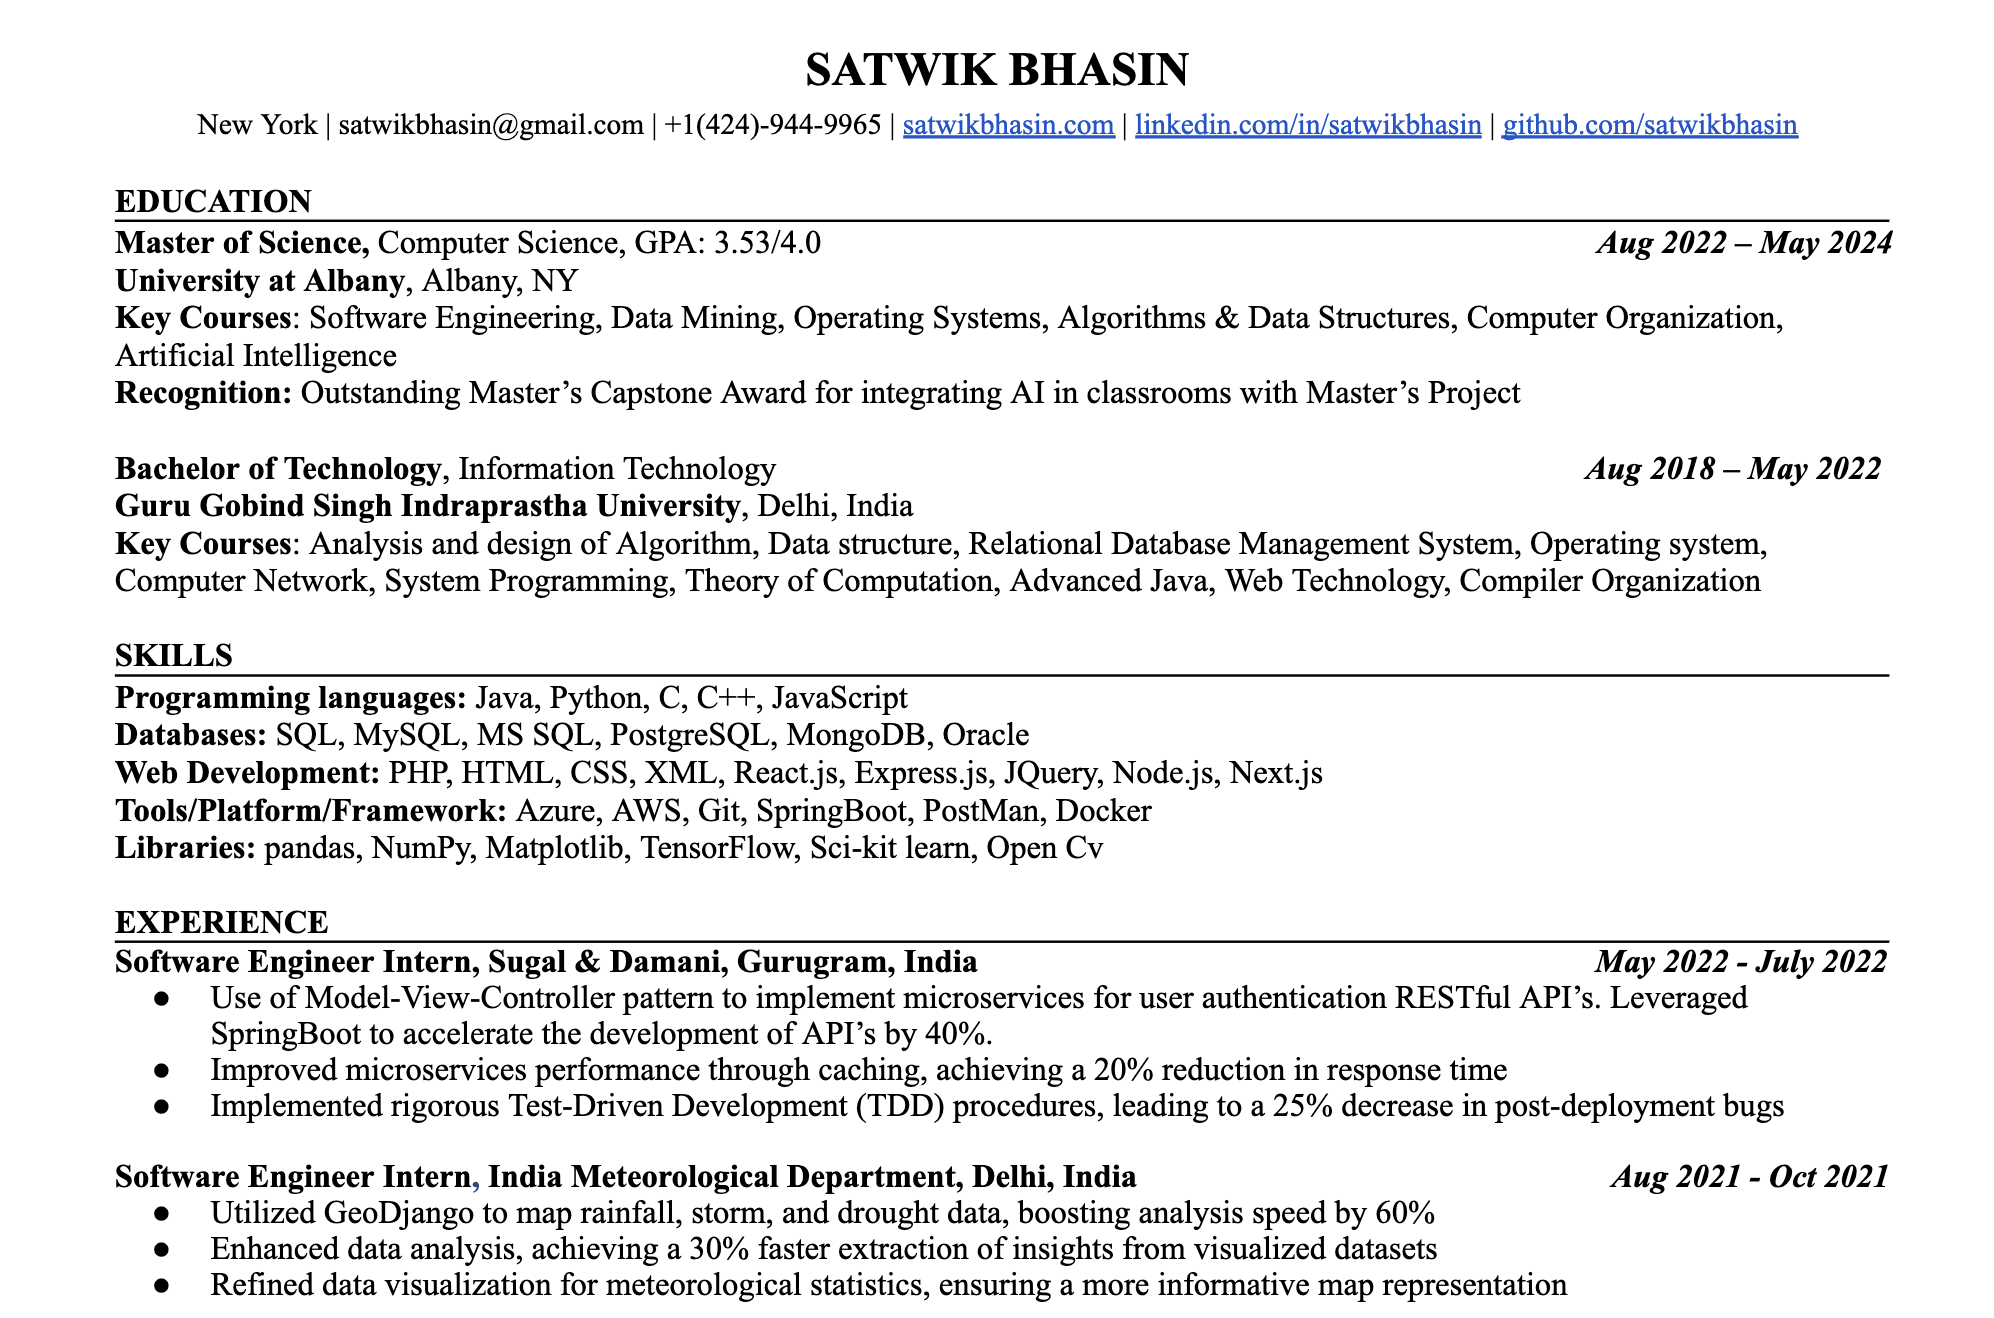 SATWIK BHASIN
New York | satwikbhasin@gmail.com | +1(424)-944-9965 | satwikbhasin.com | linkedin.com/in/satwikbhasin | github.com/satwikbhasin
EDUCATION
Master of Science, Computer Science, GPA: 3.53/4.0 Aug 2022 – May 2024
University at Albany, Albany, NY
Key Courses: Software Engineering, Data Mining, Operating Systems, Algorithms & Data Structures, Computer Organization,
Artificial Intelligence
Recognition: Outstanding Master’s Capstone Award for integrating AI in classrooms with Master’s Project
Bachelor of Technology, Information Technology Aug 2018 – May 2022
Guru Gobind Singh Indraprastha University, Delhi, India
Key Courses: Analysis and design of Algorithm, Data structure, Relational Database Management System, Operating system,
Computer Network, System Programming, Theory of Computation, Advanced Java, Web Technology, Compiler Organization
SKILLS
Programming languages: Java, Python, C, C++, JavaScript
Databases: SQL, MySQL, MS SQL, PostgreSQL, MongoDB, Oracle
Web Development: PHP, HTML, CSS, XML, React.js, Express.js, JQuery, Node.js, Next.js
Tools/Platform/Framework: Azure, AWS, Git, SpringBoot, PostMan, Docker
Libraries: pandas, NumPy, Matplotlib, TensorFlow, Sci-kit learn, Open Cv
EXPERIENCE
Software Engineer Intern, Sugal & Damani, Gurugram, India May 2022 - July 2022
● Use of Model-View-Controller pattern to implement microservices for user authentication RESTful API’s. Leveraged
SpringBoot to accelerate the development of API’s by 40%.
● Improved microservices performance through caching, achieving a 20% reduction in response time
● Implemented rigorous Test-Driven Development (TDD) procedures, leading to a 25% decrease in post-deployment bugs
Software Engineer Intern, India Meteorological Department, Delhi, India Aug 2021 - Oct 2021
● Utilized GeoDjango to map rainfall, storm, and drought data, boosting analysis speed by 60%
● Enhanced data analysis, achieving a 30% faster extraction of insights from visualized datasets
● Refined data visualization for meteorological statistics, ensuring a more informative map representation